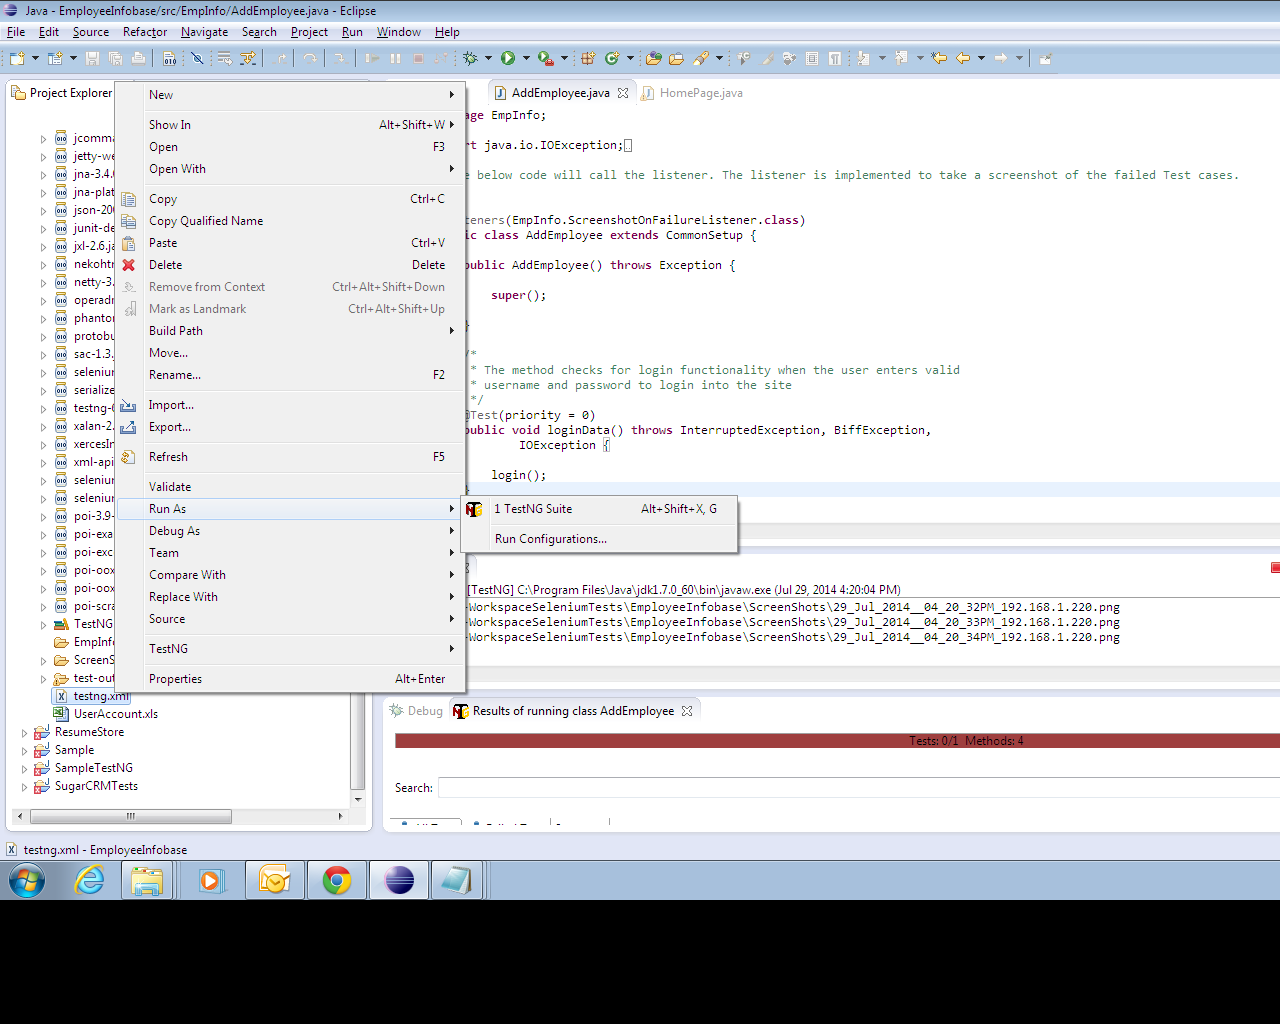 Java - EmployeeInfobase/src/EmpInfo/AddEmployee.java - Eclipse
File Edit Source Refactor Navigate Search Project Run Window Help
Project Explorer
jcomma
jetty-we
jna-3.4.0
jna-plat
json-200
junit-de
jxl-2.6.ja
nekohtr
netty-3.
operadr
phanton
protobu
sac-1.3.
seleniur
serialize
testng-6
xalan-2.
xercesIn
xml-api
seleniur
seleniur
poi-3.9-
poi-exa
poi-exc
poi-oox
poi-oox
poi-scra
TestNG
EmpInfo
ScreenS
test-out
testng.xml
UserAccount.xls
ResumeStore
Sample
SampleTestNG
SugarCRMTests
New
Show In Alt+Shift+W
Open F3
Open With
Copy Ctrl+C
Copy Qualified Name
Paste Ctrl+V
Delete Delete
Remove from Context Ctrl+Alt+Shift+Down
Mark as Landmark Ctrl+Alt+Shift+Up
Build Path
Move...
Rename... F2
Import...
Export...
Refresh F5
Validate
Run As
Debug As
Team
Compare With
Replace With
Source
TestNG
Properties Alt+Enter
1 TestNG Suite Alt+Shift+X, G
Run Configurations...
AddEmployee.java HomePage.java
age EmpInfo;
rt java.io.IOException;
e below code will call the listener. The listener is implemented to take a screenshot of the failed Test cases.
teners(EmpInfo.ScreenshotOnFailureListener.class)
ic class AddEmployee extends CommonSetup {
public AddEmployee() throws Exception {
super();
}
/*
* The method checks for login functionality when the user enters valid
* username and password to login into the site
*/
@Test(priority = 0)
public void loginData() throws InterruptedException, BiffException,
IOException {
login();
[TestNG] C:\Program Files\Java\jdk1.7.0_60\bin\javaw.exe (Jul 29, 2014 4:20:04 PM)
WorkspaceSeleniumTests\EmployeeInfobase\ScreenShots\29_Jul_2014__04_20_32PM_192.168.1.220.png
WorkspaceSeleniumTests\EmployeeInfobase\ScreenShots\29_Jul_2014__04_20_33PM_192.168.1.220.png
WorkspaceSeleniumTests\EmployeeInfobase\ScreenShots\29_Jul_2014__04_20_34PM_192.168.1.220.png
Debug Results of running class AddEmployee
Tests: 0/1 Methods: 4
Search:
testng.xml - EmployeeInfobase